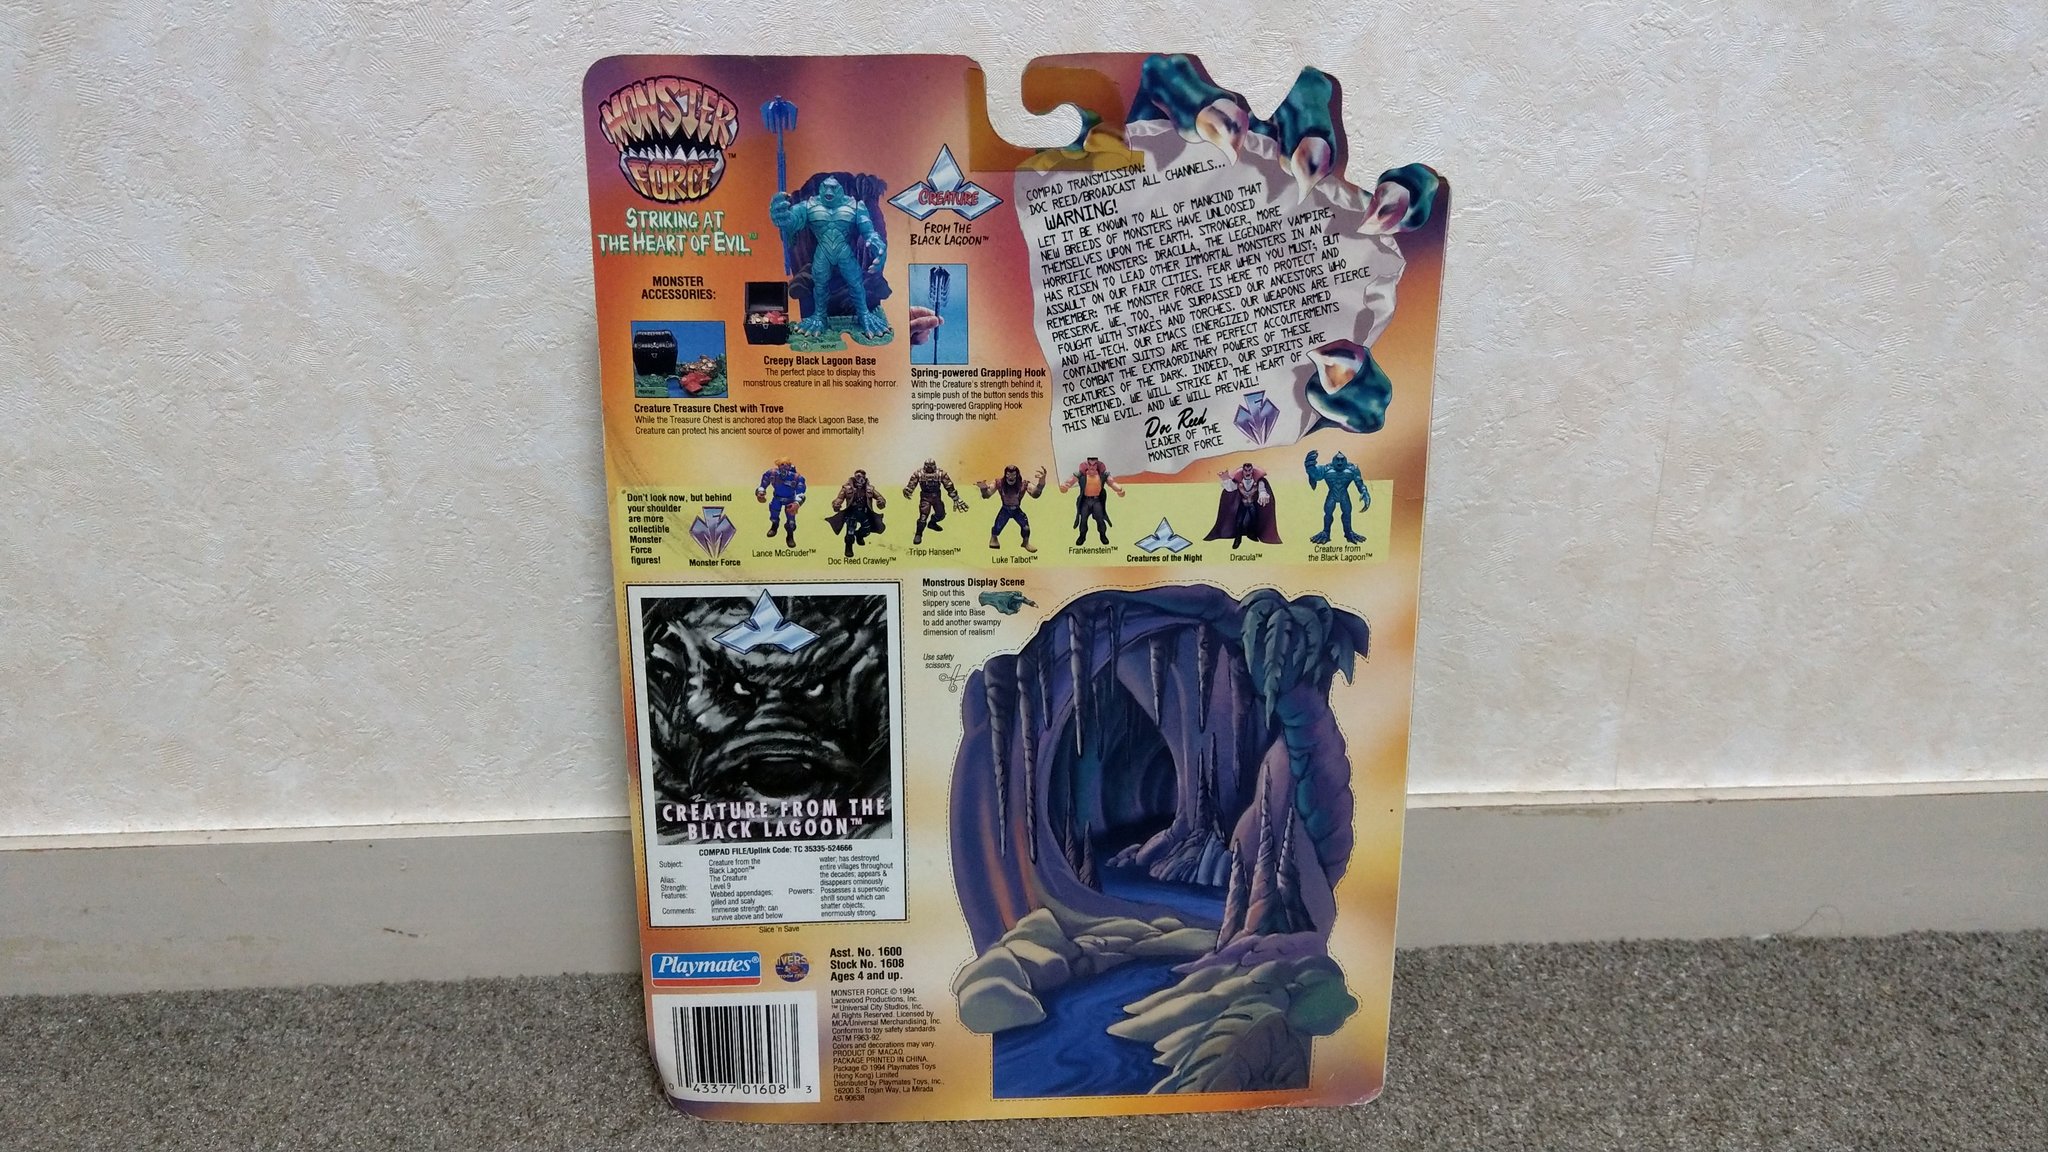 MONSTER
FORCE™
STRIKING AT
THE HEART OF EVIL™
MONSTER
ACCESSORIES:
Creature Treasure Chest with Trove
While the Treasure Chest is anchored atop the Black Lagoon Base, the
Creature can protect his ancient source of power and immortality!
Creepy Black Lagoon Base
The perfect place to display this
monstrous creature in all his soaking horror.
CREATURE
FROM THE
BLACK LAGOON™
Spring-powered Grappling Hook
With the Creature's strength behind it,
a simple push of the button sends this
spring-powered Grappling Hook
slicing through the night.
COMPAD TRANSMISSION:
DOC REED/BROADCAST ALL CHANNELS...
WARNING!
LET IT BE KNOWN TO ALL OF MANKIND THAT
NEW BREEDS OF MONSTERS HAVE UNLOOSED
THEMSELVES UPON THE EARTH. STRONGER, MORE
HORRIFIC MONSTERS: DRACULA, THE LEGENDARY VAMPIRE,
HAS RISEN TO LEAD OTHER IMMORTAL MONSTERS IN AN
ASSAULT ON OUR FAIR CITIES. FEAR WHEN YOU MUST; BUT
REMEMBER: THE MONSTER FORCE IS HERE TO PROTECT AND
PRESERVE. WE, TOO, HAVE SURPASSED OUR ANCESTORS WHO
FOUGHT WITH STAKES AND TORCHES. OUR WEAPONS ARE FIERCE
AND HI-TECH. OUR EMACS (ENERGIZED MONSTER ARMED
CONTAINMENT SUITS) ARE THE PERFECT ACCOUTERMENTS
TO COMBAT THE EXTRAORDINARY POWERS OF THESE
CREATURES OF THE DARK. INDEED, OUR SPIRITS ARE
DETERMINED. WE WILL STRIKE AT THE HEART OF
THIS NEW EVIL. AND WE WILL PREVAIL!
Doc Reed
LEADER OF THE
MONSTER FORCE
Don't look now, but behind
your shoulder
are more
collectible
Monster
Force
figures!
Monster Force
Lance McGruder™
Doc Reed Crawley™
Tripp Hansen™
Luke Talbot™
Frankenstein™
Creatures of the Night
Dracula™
Creature from
the Black Lagoon™
CREATURE FROM THE
BLACK LAGOON™
COMPAD FILE/Uplink Code: TC 35335-524666
Subject: Creature from the
Black Lagoon™
Alias: The Creature
Strength: Level 9
Features: Webbed appendages;
gilled and scaly
Comments: Immense strength; can
survive above and below
water; has destroyed
entire villages throughout
the decades; appears &
disappears ominously
Powers: Possesses a supersonic
shrill sound which can
shatter objects;
enormously strong.
Slice 'n Save
Monstrous Display Scene
Snip out this
slippery scene
and slide into Base
to add another swampy
dimension of realism!
Use safety
scissors.
Playmates®
Asst. No. 1600
Stock No. 1608
Ages 4 and up.
MONSTER FORCE © 1994
Lacewood Productions, Inc.
™ Universal City Studios, Inc.
All Rights Reserved. Licensed by
MCA/Universal Merchandising, Inc.
Conforms to toy safety standards
ASTM F963-92.
Colors and decorations may vary.
PRODUCT OF MACAO.
PACKAGE PRINTED IN CHINA.
Package © 1994 Playmates Toys
(Hong Kong) Limited
Distributed by Playmates Toys, Inc.,
16200 S. Trojan Way, La Mirada
CA 90638
0 43377 01608 3